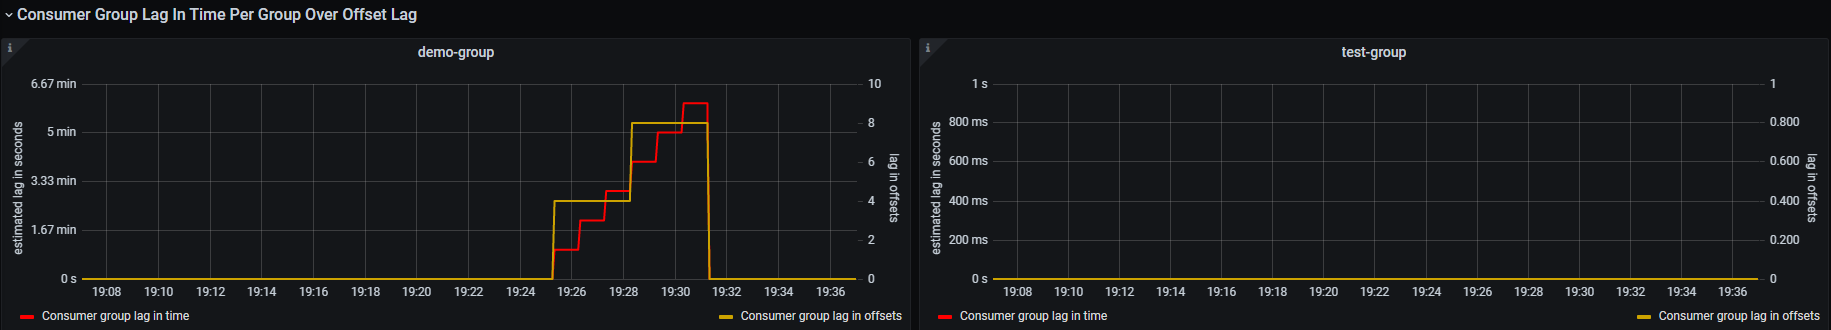 Consumer Group Lag In Time Per Group Over Offset Lag
i
demo-group
estimated lag in seconds
6.67 min
5 min
3.33 min
1.67 min
0 s
10
8
6
4
2
0
lag in offsets
19:08 19:10 19:12 19:14 19:16 19:18 19:20 19:22 19:24 19:26 19:28 19:30 19:32 19:34 19:36
Consumer group lag in time
Consumer group lag in offsets
i
test-group
estimated lag in seconds
1 s
800 ms
600 ms
400 ms
200 ms
0 s
1
0.800
0.600
0.400
0.200
0
lag in offsets
19:08 19:10 19:12 19:14 19:16 19:18 19:20 19:22 19:24 19:26 19:28 19:30 19:32 19:34 19:36
Consumer group lag in time
Consumer group lag in offsets